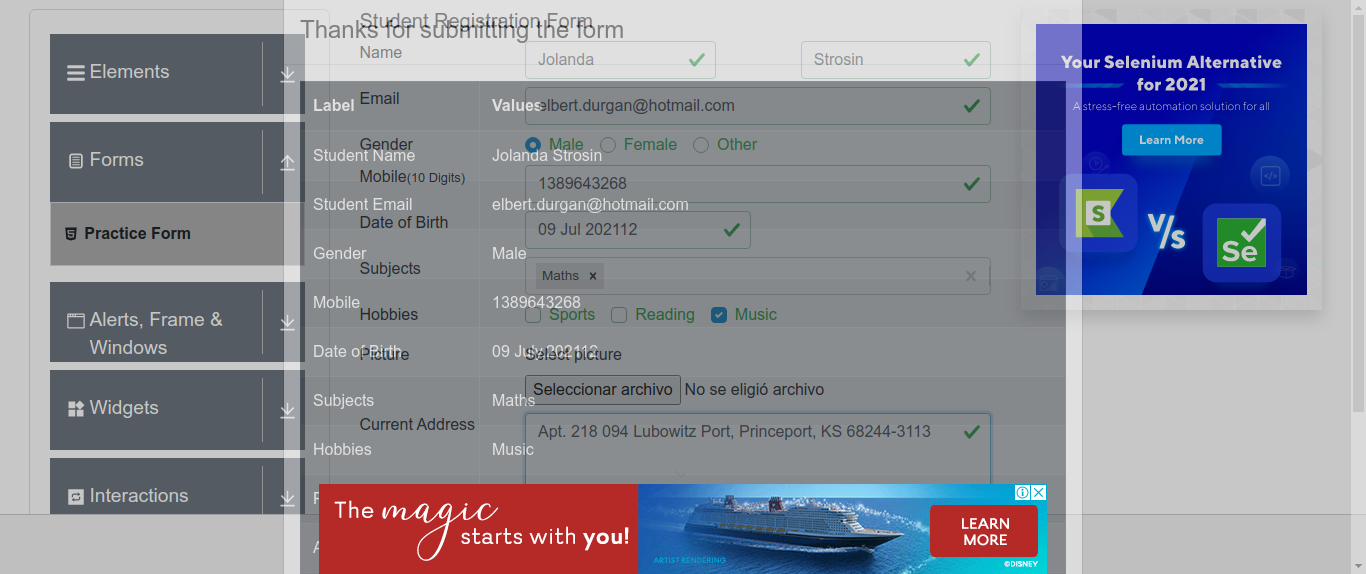 Elements
Forms
Practice Form
Alerts, Frame &
Windows
Widgets
Interactions
Thanks for submitting the form
Label Values
Student Name Jolanda Strosin
Student Email elbert.durgan@hotmail.com
Gender Male
Mobile 1389643268
Date of Birth 09 July,202112
Subjects Maths
Hobbies Music
Student Registration Form
Name Jolanda Strosin
Email elbert.durgan@hotmail.com
Gender Male Female Other
Mobile(10 Digits) 1389643268
Date of Birth 09 Jul 202112
Subjects Maths ×
Hobbies Sports Reading Music
Picture Select picture
Seleccionar archivo No se eligió archivo
Current Address Apt. 218 094 Lubowitz Port, Princeport, KS 68244-3113
Your Selenium Alternative
for 2021
A stress-free automation solution for all
Learn More
S
V/s
Se
The magic
starts with you!
ARTIST RENDERING
LEARN
MORE
©DISNEY